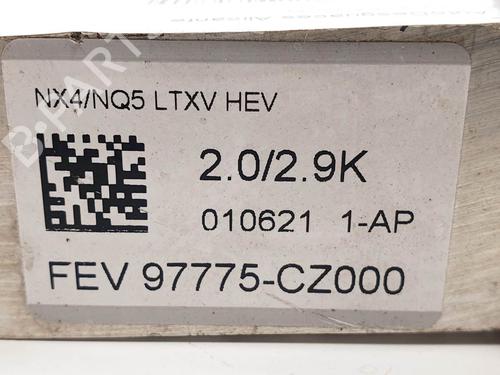 NX4/NQ5 LTXV HEV
2.0/2.9K
010621 1-AP
FEV 97775-CZ000